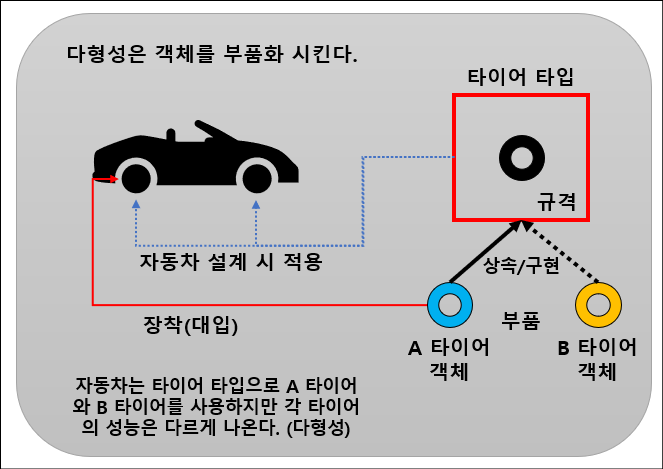 다형성은 객체를 부품화 시킨다.
타이어 타입
규격
자동차 설계 시 적용
상속/구현
장착(대입)
부품
A 타이어
객체
B 타이어
객체
자동차는 타이어 타입으로 A 타이어
와 B 타이어를 사용하지만 각 타이어
의 성능은 다르게 나온다. (다형성)